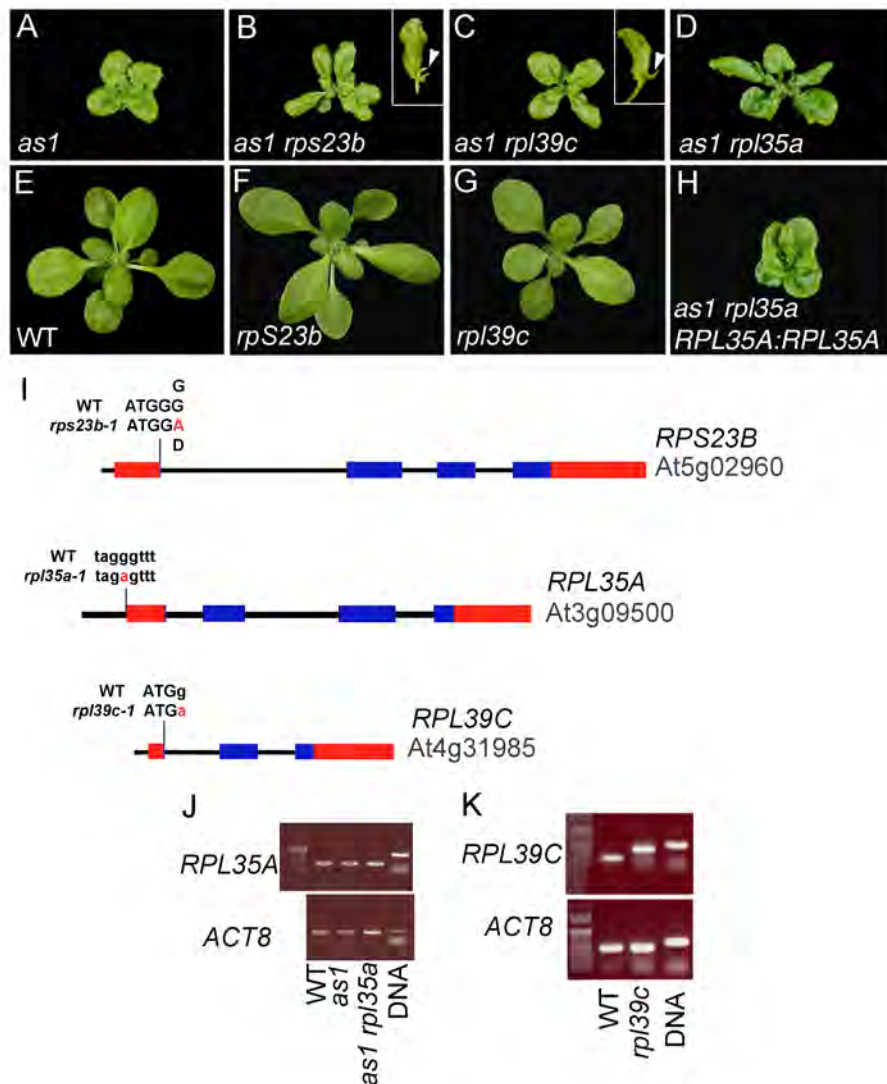 A
as1
B
as1 rps23b
C
as1 rpl39c
D
as1 rpl35a
E
WT
F
rpS23b
G
rpl39c
H
as1 rpl35a
RPL35A:RPL35A
I
G
WT ATGGG
rps23b-1 ATGGA
D
RPS23B
At5g02960
WT tagggttt
rpl35a-1 tagagttt
RPL35A
At3g09500
WT ATGg
rpl39c-1 ATGa
RPL39C
At4g31985
J
RPL35A
ACT8
WT
as1
as1 rpl35a
DNA
K
RPL39C
ACT8
WT
rpl39c
DNA